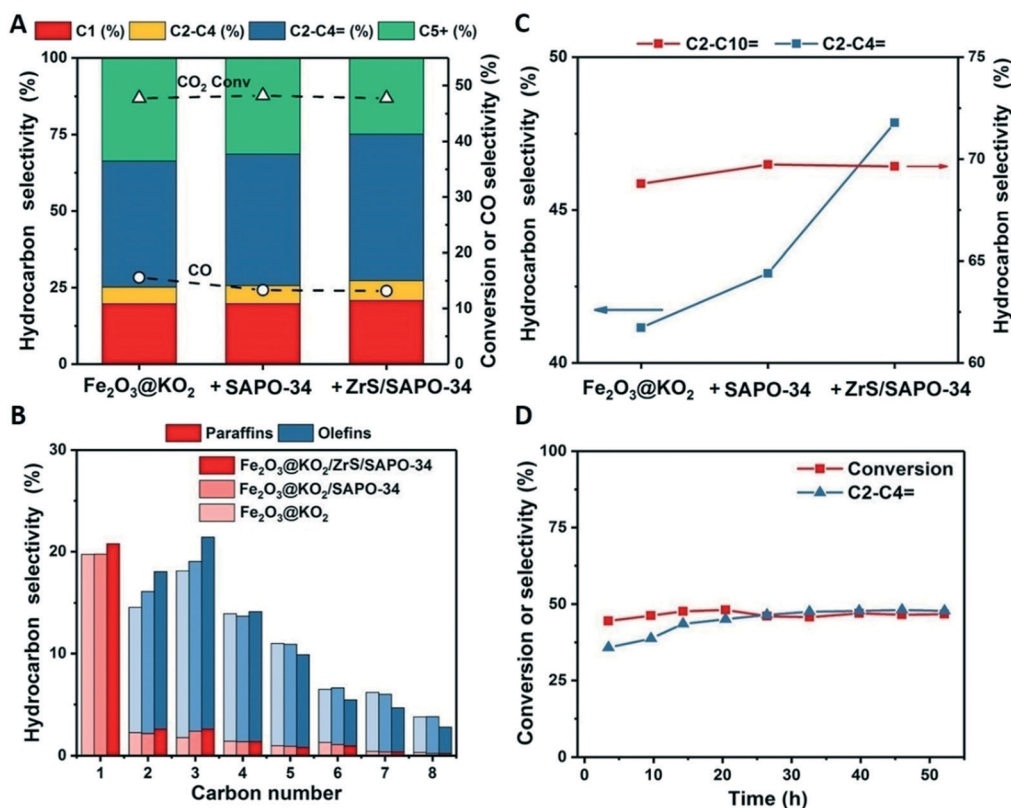 A
C1 (%) C2-C4 (%) C2-C4= (%) C5+ (%)
Hydrocarbon selectivity (%)
100
75
50
25
0
CO₂ Conv
CO
50
40
30
20
10
0
Conversion or CO selectivity (%)
Fe₂O₃@KO₂ + SAPO-34 + ZrS/SAPO-34
C
C2-C10= C2-C4=
Hydrocarbon selectivity (%)
50
45
40
75
70
65
60
Hydrocarbon selectivity (%)
Fe₂O₃@KO₂ + SAPO-34 + ZrS/SAPO-34
B
Paraffins Olefins
Fe₂O₃@KO₂/ZrS/SAPO-34
Fe₂O₃@KO₂/SAPO-34
Fe₂O₃@KO₂
Hydrocarbon selectivity (%)
30
20
10
0
1 2 3 4 5 6 7 8
Carbon number
D
Conversion
C2-C4=
Conversion or selectivity (%)
100
75
50
25
0
0 10 20 30 40 50
Time (h)